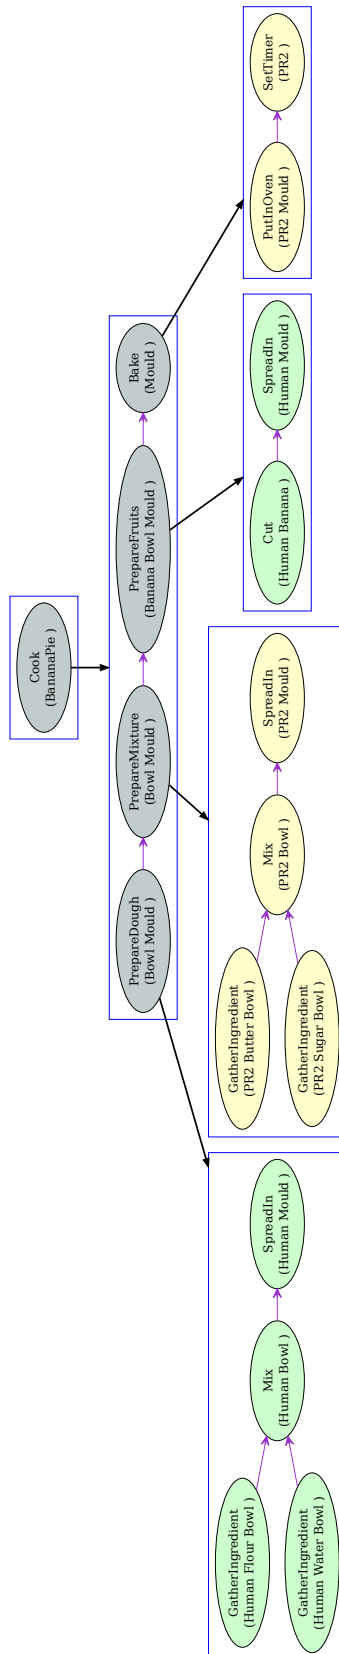 Cook
(BananaPie )
PrepareDough
(Bowl Mould )
PrepareMixture
(Bowl Mould )
PrepareFruits
(Banana Bowl Mould )
Bake
(Mould )
GatherIngredient
(Human Flour Bowl )
GatherIngredient
(Human Water Bowl )
Mix
(Human Bowl )
SpreadIn
(Human Mould )
GatherIngredient
(PR2 Butter Bowl )
GatherIngredient
(PR2 Sugar Bowl )
Mix
(PR2 Bowl )
SpreadIn
(PR2 Mould )
Cut
(Human Banana )
SpreadIn
(Human Mould )
PutInOven
(PR2 Mould )
SetTimer
(PR2 )